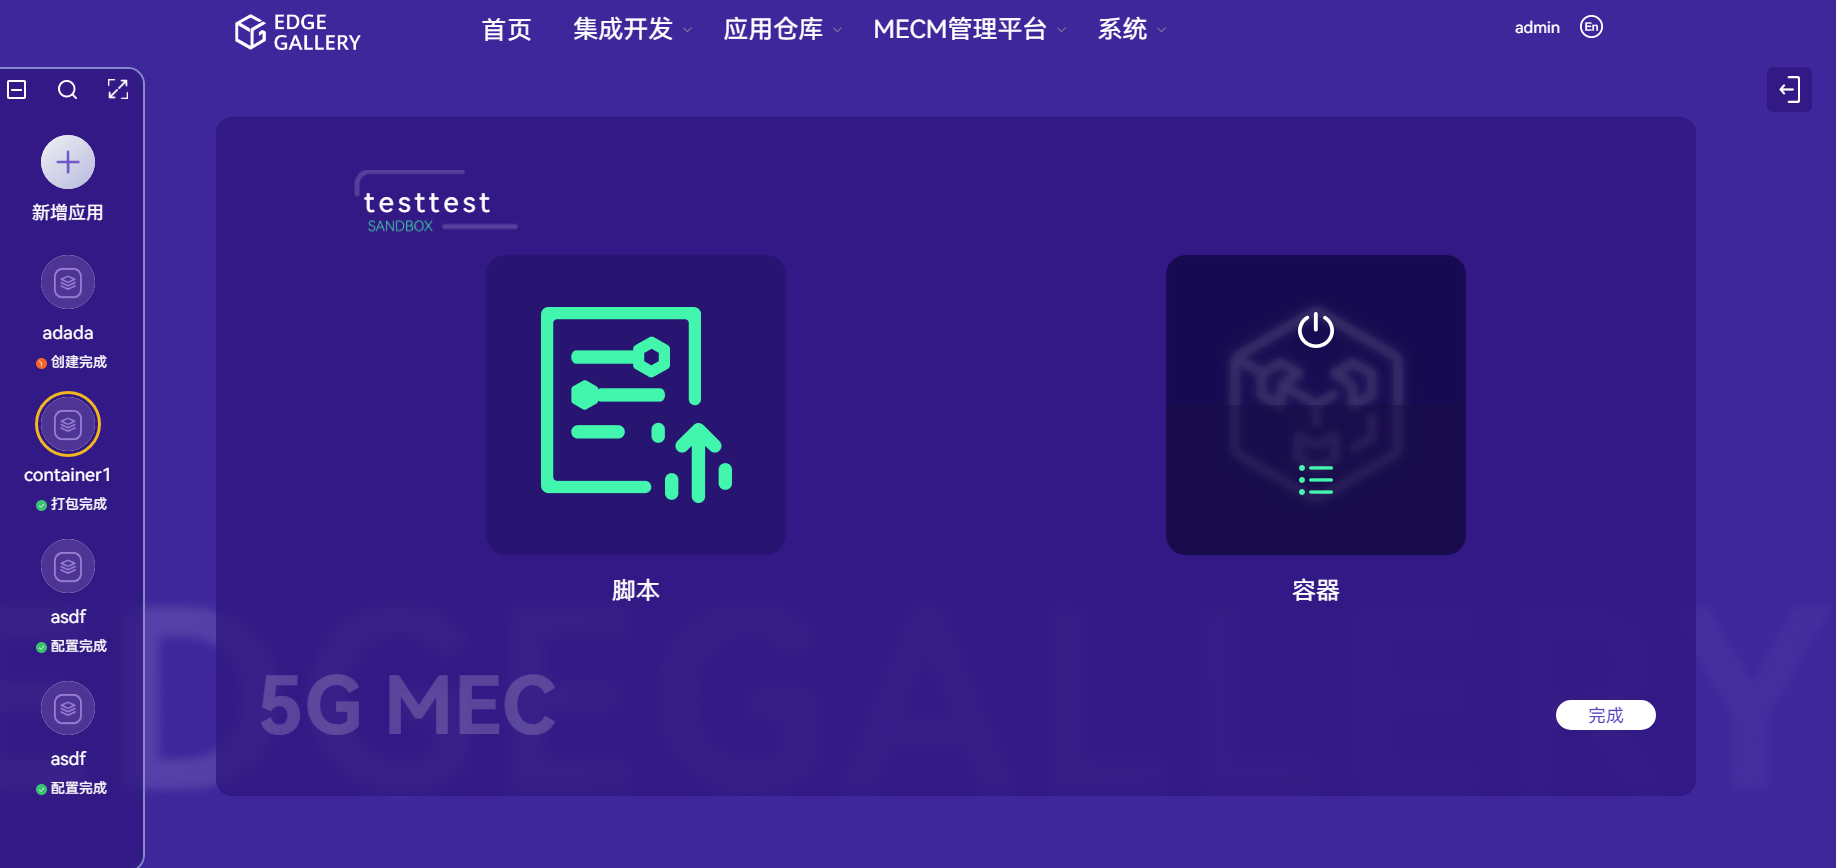 EDGE
GALLERY
首页 集成开发 应用仓库 MECM管理平台 系统
admin En
新增应用
adada
创建完成
container1
打包完成
asdf
配置完成
asdf
配置完成
testtest
SANDBOX
脚本
容器
5G MEC
完成
EDGEGALLERY